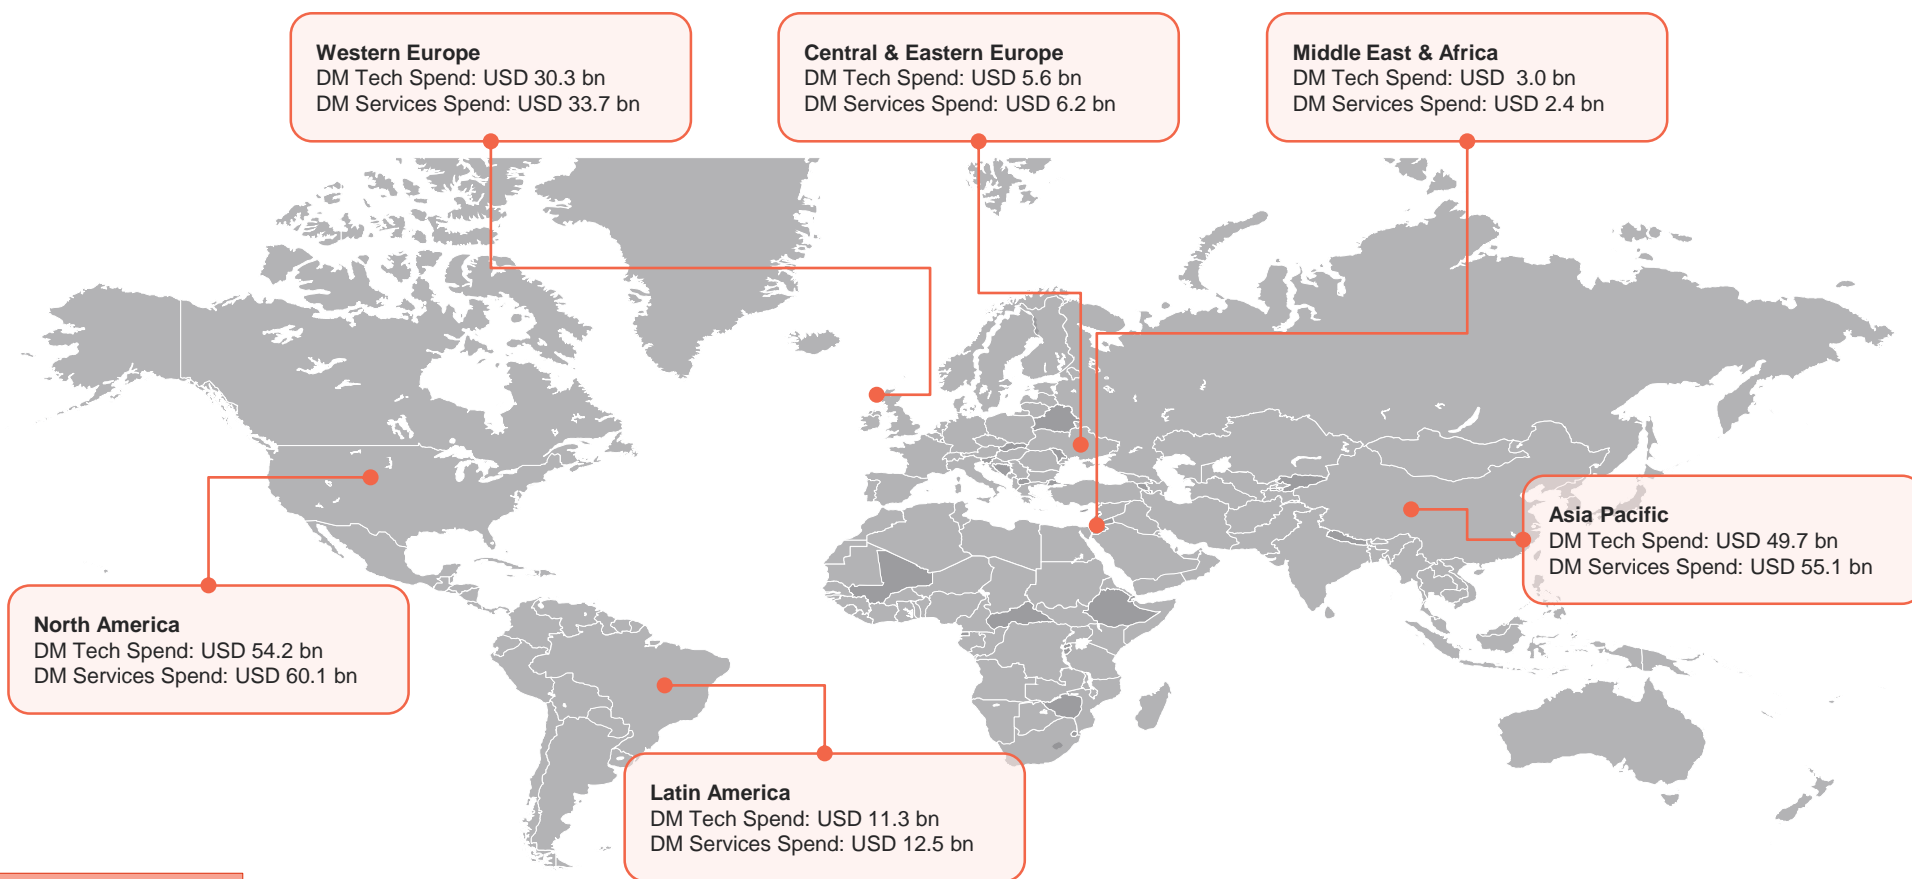 Western Europe
DM Tech Spend: USD 30.3 bn
DM Services Spend: USD 33.7 bn
Central & Eastern Europe
DM Tech Spend: USD 5.6 bn
DM Services Spend: USD 6.2 bn
Middle East & Africa
DM Tech Spend: USD  3.0 bn
DM Services Spend: USD 2.4 bn
Asia Pacific
DM Tech Spend: USD 49.7 bn
DM Services Spend: USD 55.1 bn
North America
DM Tech Spend: USD 54.2 bn
DM Services Spend: USD 60.1 bn
Latin America
DM Tech Spend: USD 11.3 bn
DM Services Spend: USD 12.5 bn